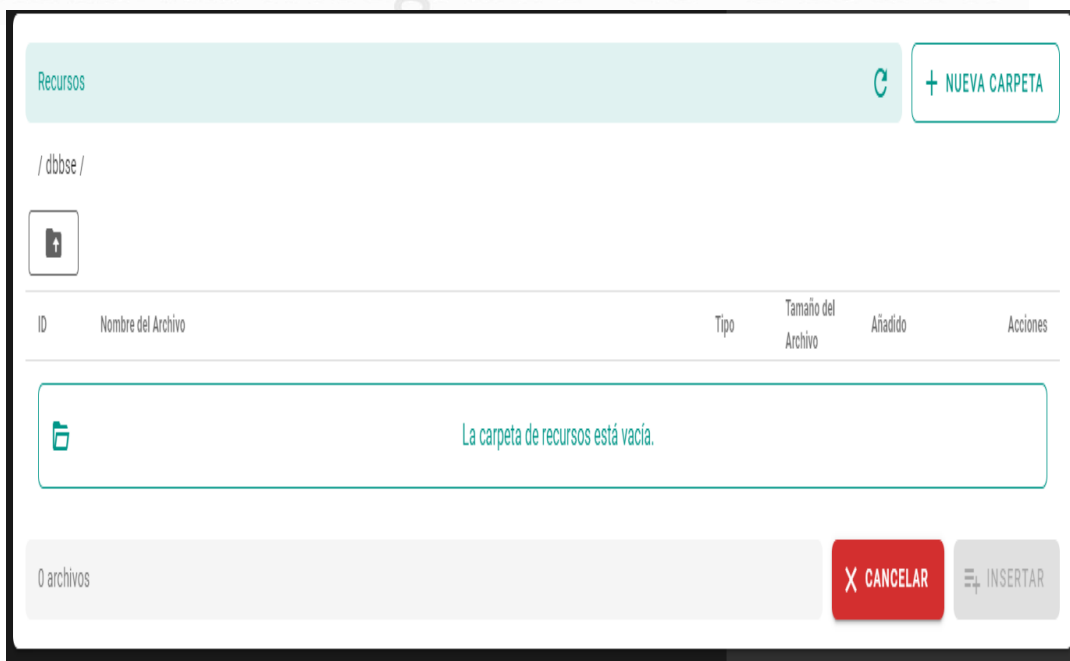 Recursos
+ NUEVA CARPETA
/ dbbse /
ID Nombre del Archivo Tipo Tamaño del Archivo Añadido Acciones
La carpeta de recursos está vacía.
0 archivos
CANCELAR
INSERTAR